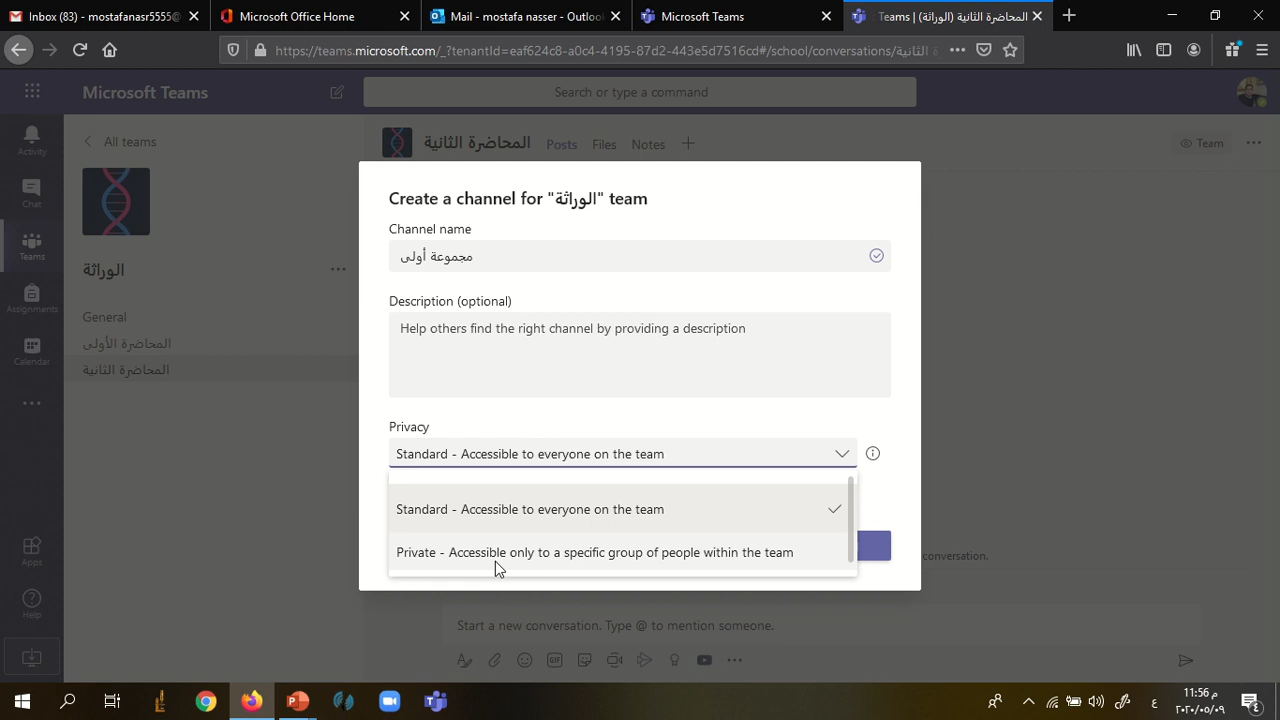 Inbox (83) - mostafanasr5555@
Microsoft Office Home
Mail - mostafa nasser - Outlook
Microsoft Teams
المحاضرة الثانية (الوراثة) | Teams
https://teams.microsoft.com/_?tenantId=eaf624c8-a0c4-4195-87d2-443e5d7516cd#/school/conversations/الثانية
Microsoft Teams
Search or type a command
All teams
المحاضرة الثانية
Posts
Files
Notes
Team
Activity
Chat
Teams
Assignments
Calendar
Apps
Help
الوراثة
General
المحاضرة الأولى
المحاضرة الثانية
Create a channel for "الوراثة" team
Channel name
مجموعة أولى
Description (optional)
Help others find the right channel by providing a description
Privacy
Standard - Accessible to everyone on the team
Standard - Accessible to everyone on the team
Private - Accessible only to a specific group of people within the team
conversation.
Start a new conversation. Type @ to mention someone.
GIF
ع
11:56 م
٢٠٢٠/٠٥/٠٩